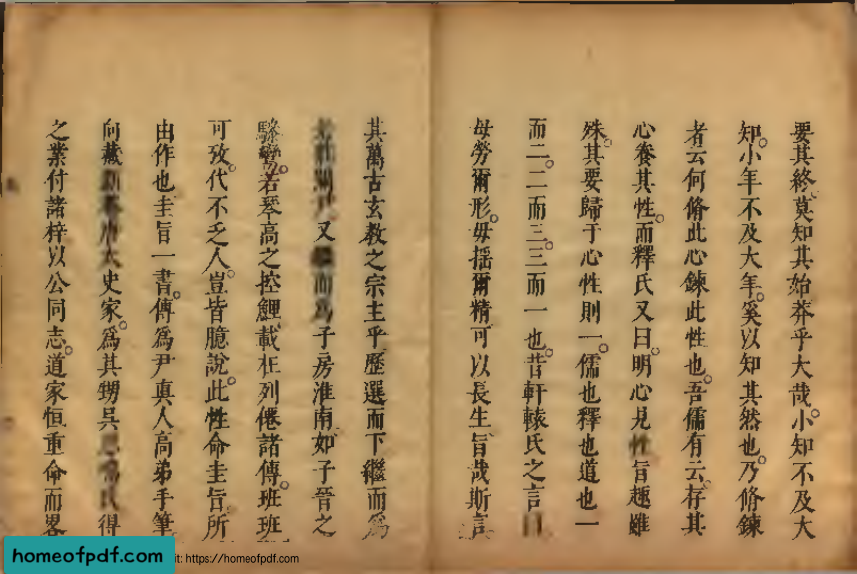 要其終。莫知其始莽乎大哉。小知不及大
知。小年不及大年。奚以知其然也。乃脩鍊
者云何脩此心鍊此性也。吾儒有云。存其
心養其性。而釋氏又曰。明心見性。旨趣雖
殊。其要歸于心性則一。儒也釋也道也一
而二。二而三。三而一也。昔軒轅氏之言
毋勞爾形。毋搖爾精。可以長生。旨哉斯言
其萬古玄教之宗主乎。歷選而下繼而爲
又而爲子房淮南。如子晉之
驂鸞。若琴高之控鯉。載在列僊諸傳。班班
可攷。代不乏人。豈皆臆說。此性命圭旨。所
由作也。圭旨一書。傳爲尹真人高弟手筆。
向藏史家。爲其甥吳氏得
之業付諸梓。以公同志。道家恒重命而畧
homeofpdf.com
it: https://homeofpdf.com